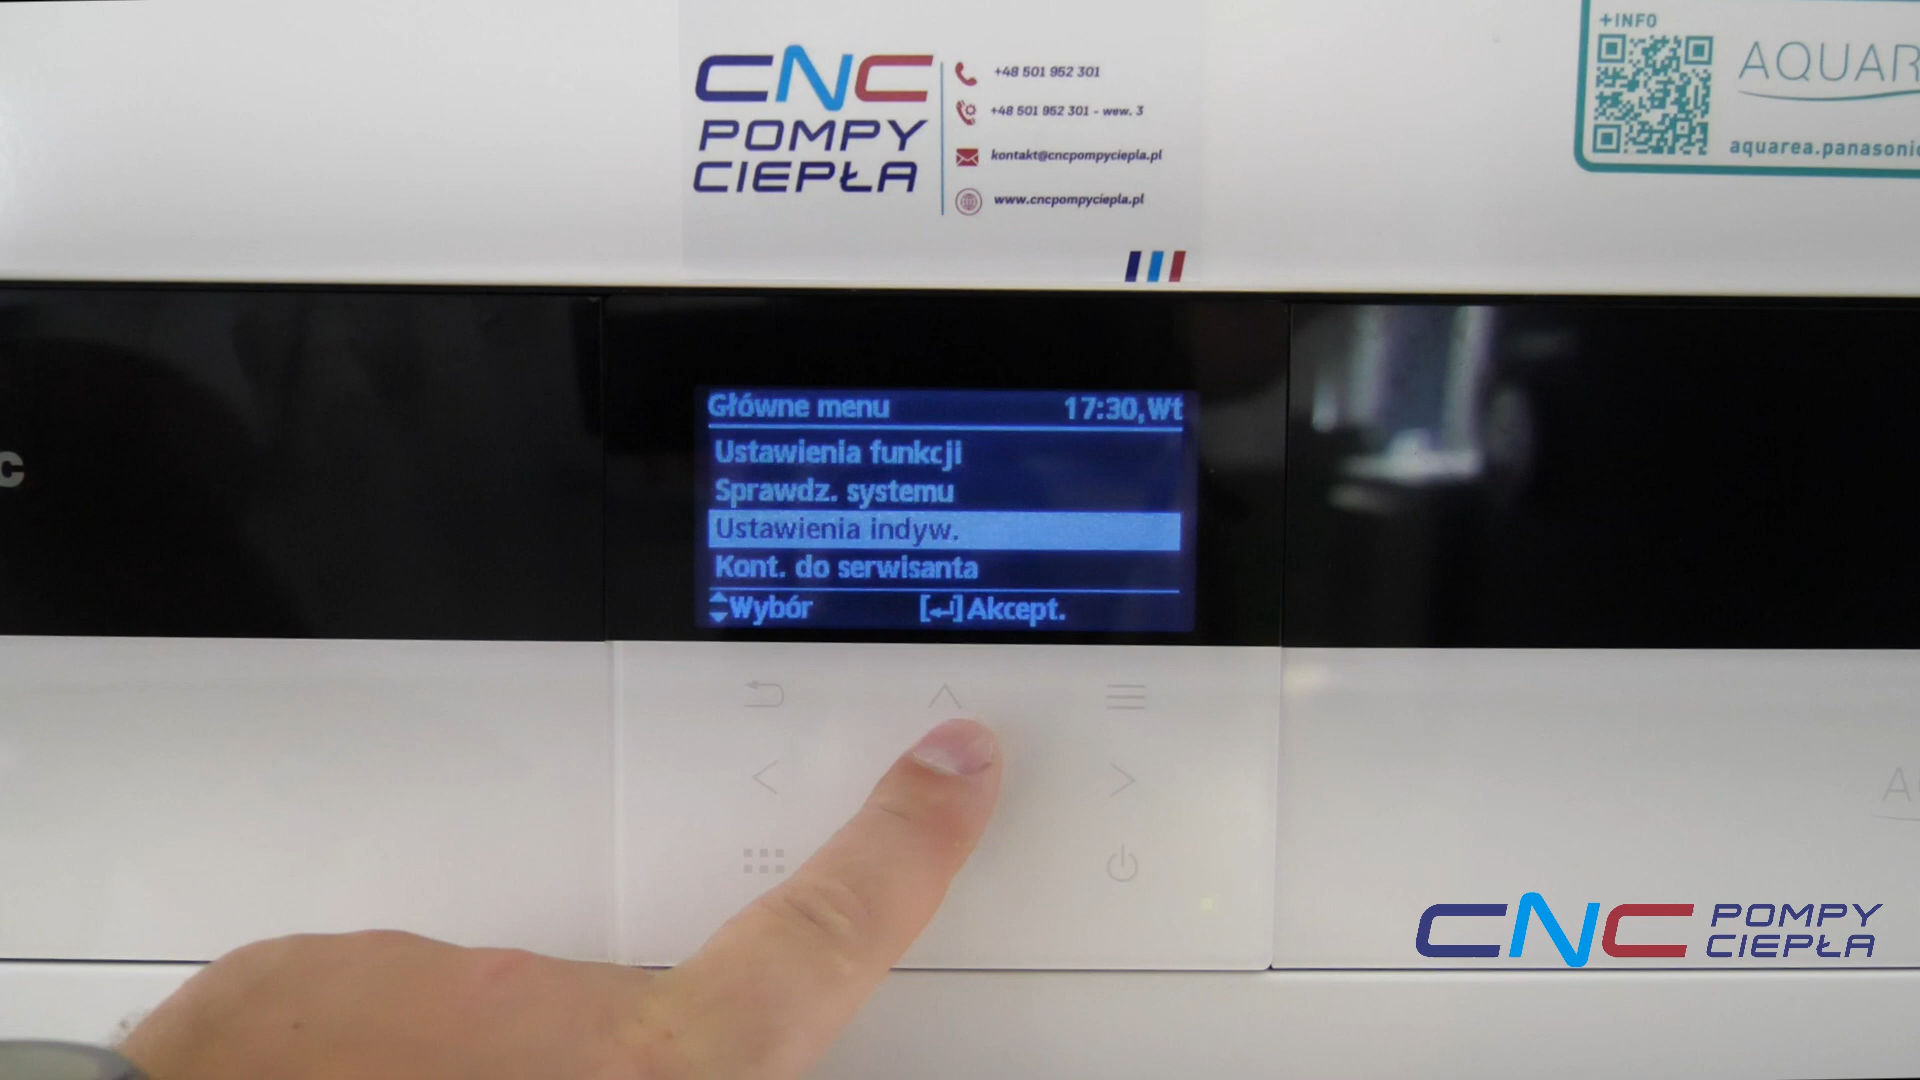 CNC
POMPY
CIEPŁA
+48 501 952 301
+48 501 952 301 - wew. 3
kontakt@cncpompyciepla.pl
www.cncpompyciepla.pl
+INFO
AQUAR
aquarea.panasonic
c
Główne menu 17:30,Wt
Ustawienia funkcji
Sprawdz. systemu
Ustawienia indyw.
Kont. do serwisanta
Wybór [↵]Akcept.
A
CNC POMPY
CIEPŁA